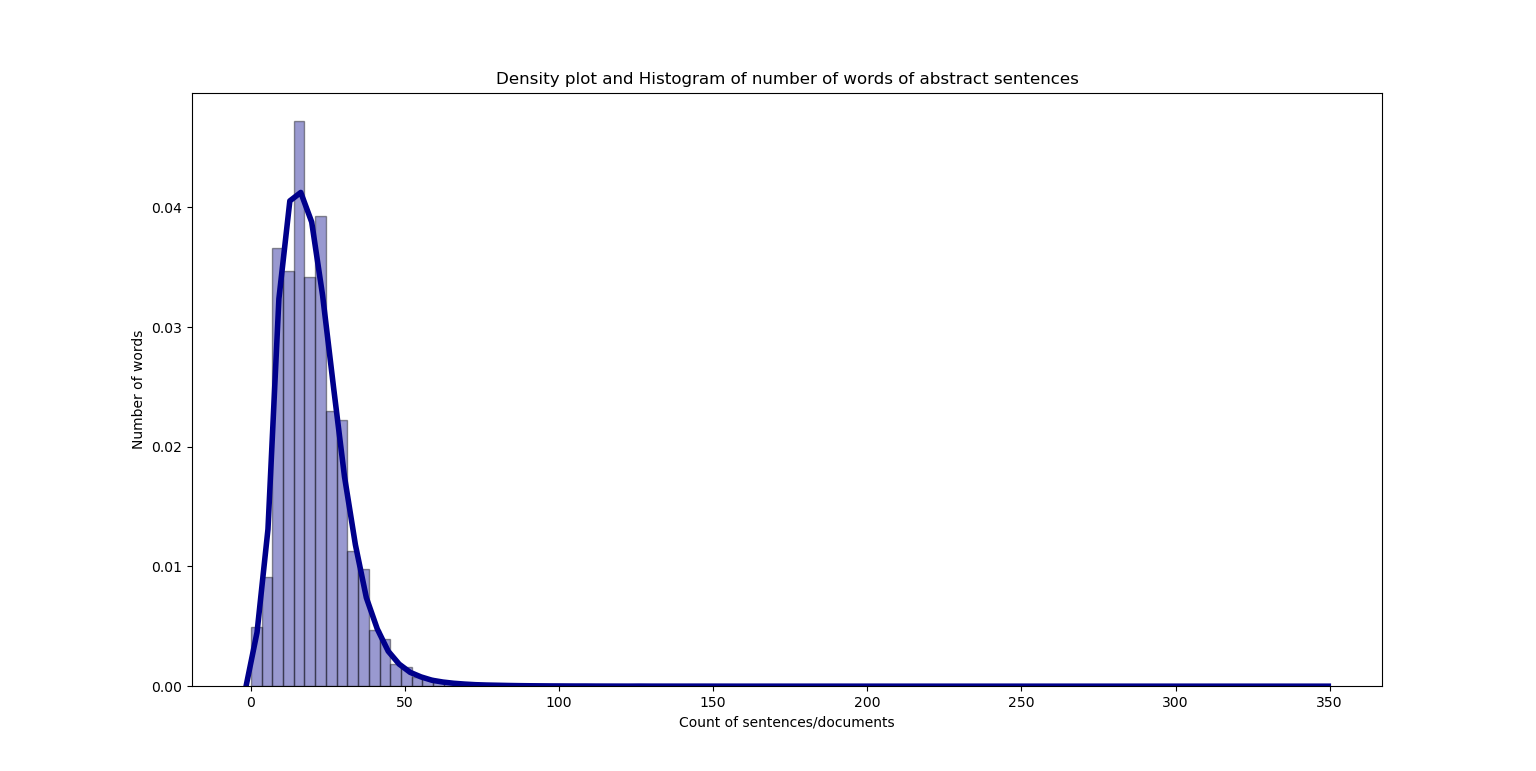 Density plot and Histogram of number of words of abstract sentences
Number of words
0.04
0.03
0.02
0.01
0.00
0 50 100 150 200 250 300 350
Count of sentences/documents